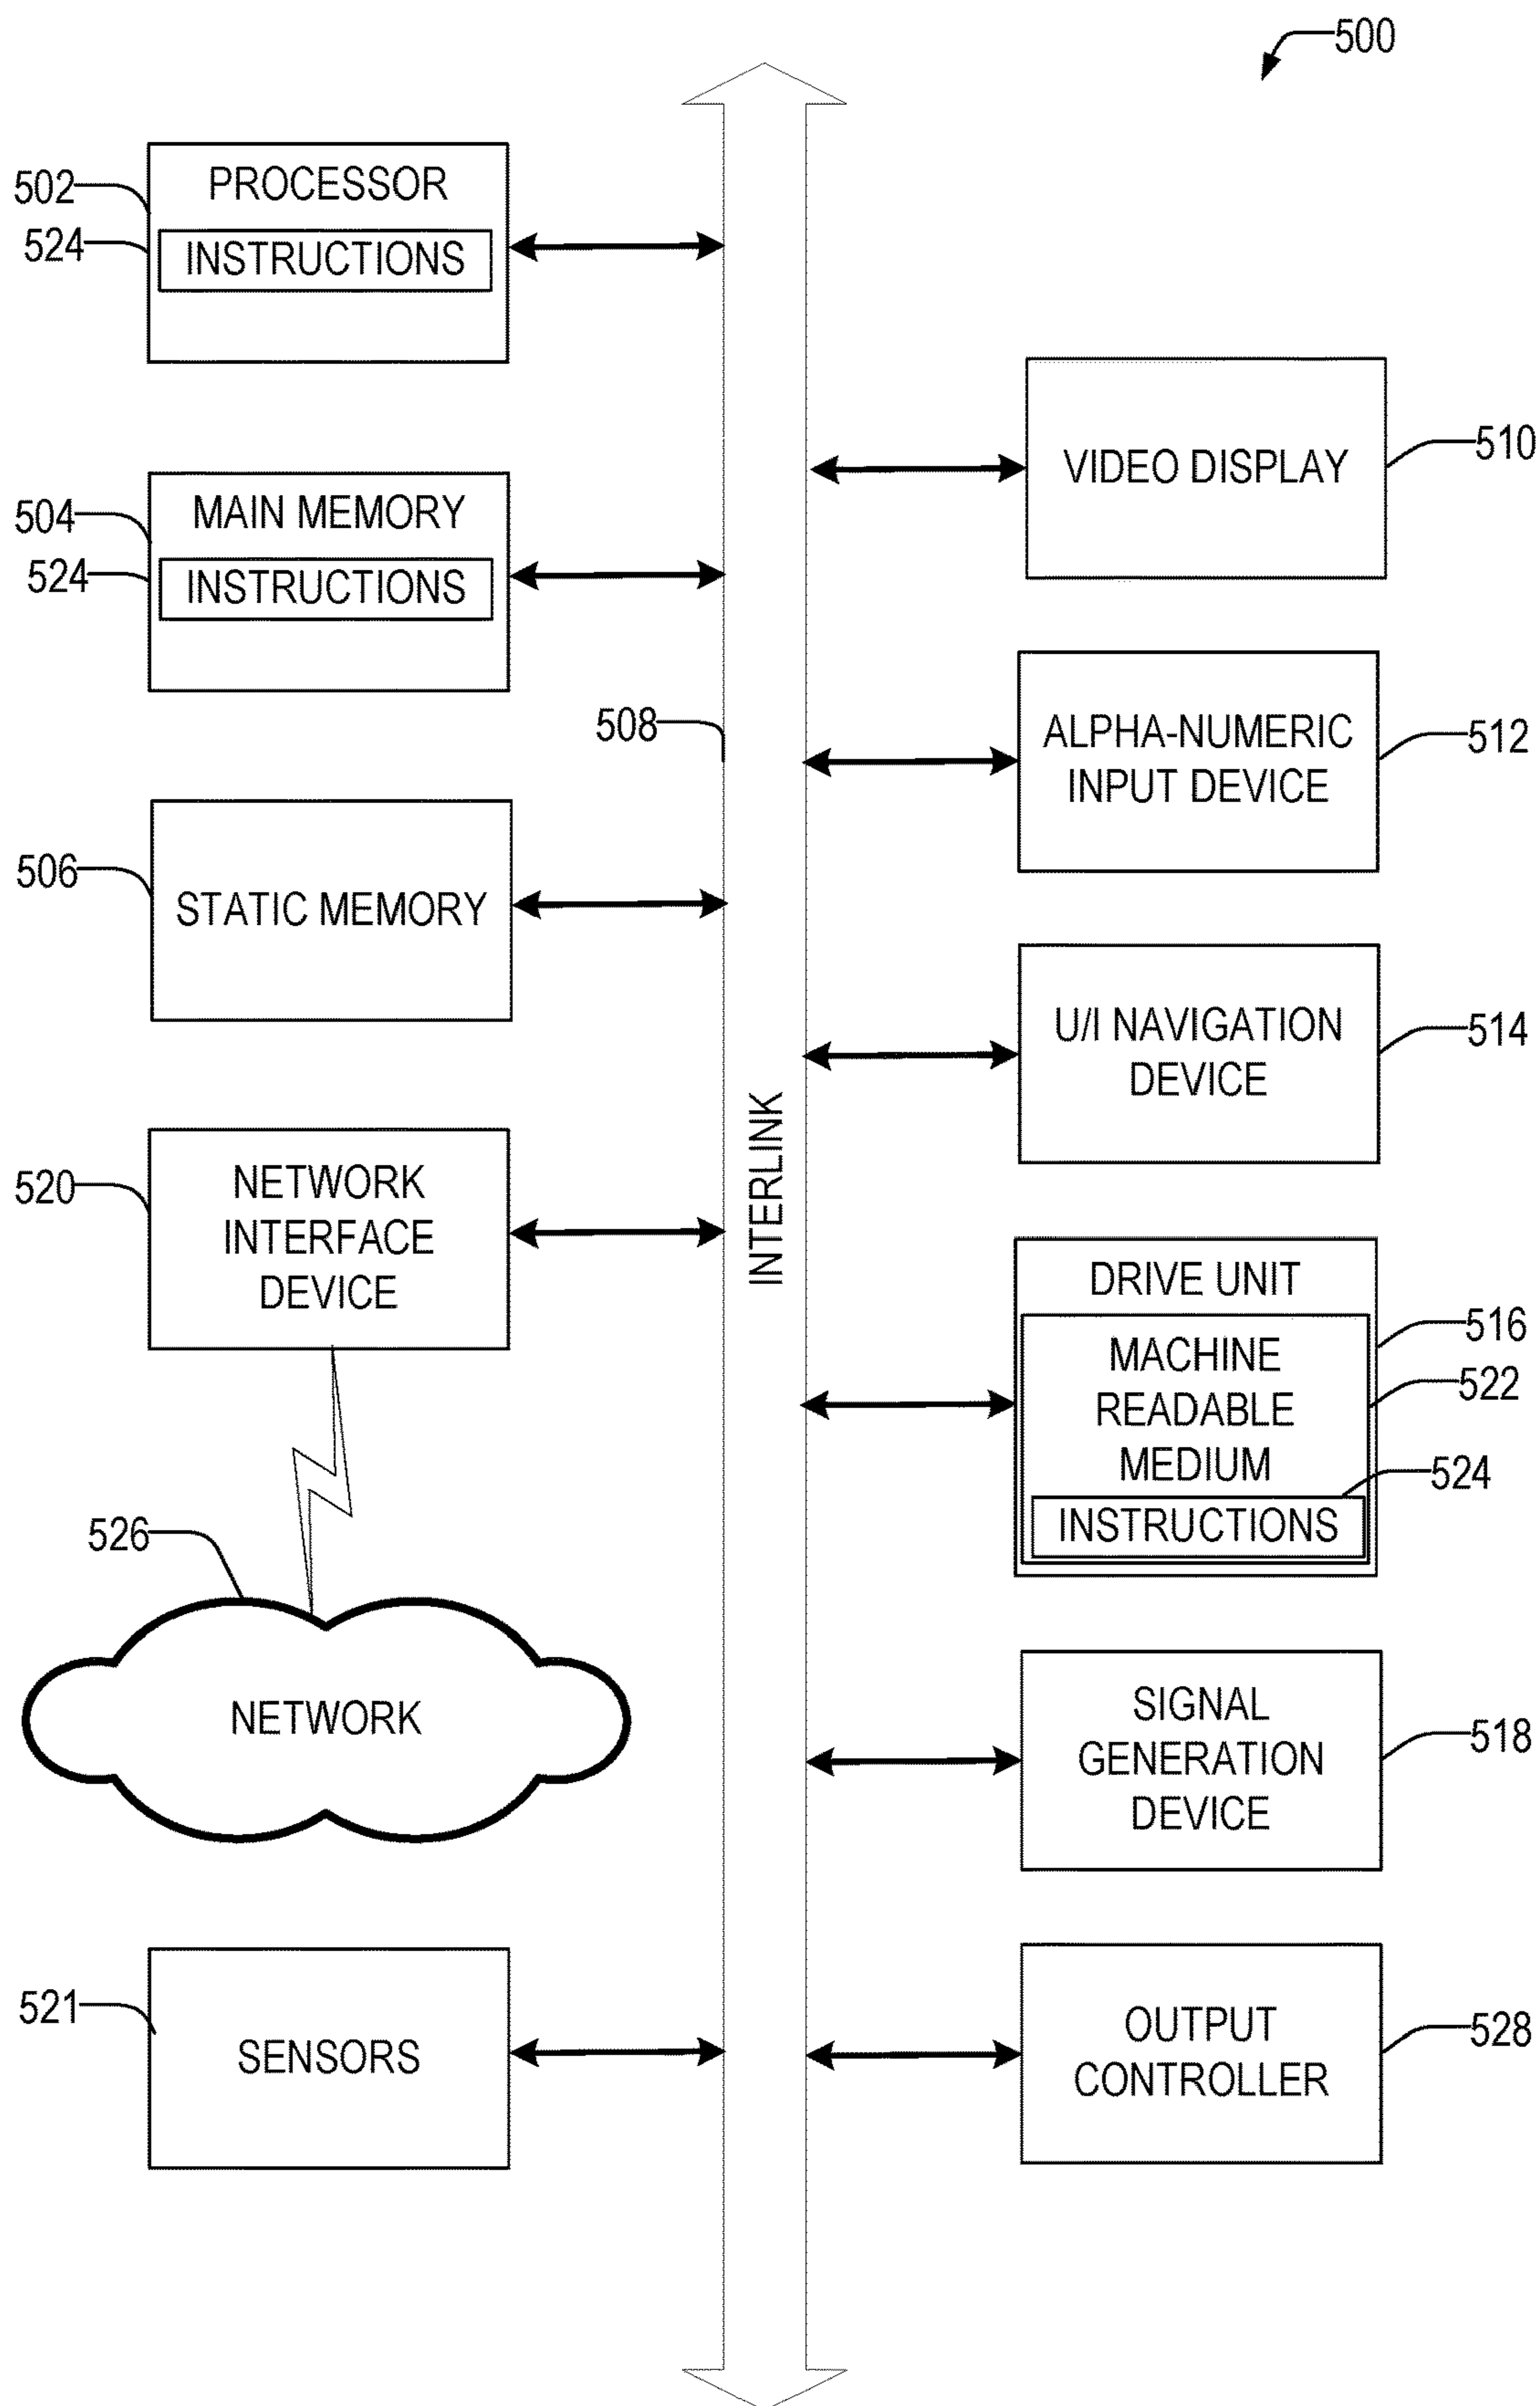 500
502
PROCESSOR
524
INSTRUCTIONS
504
MAIN MEMORY
524
INSTRUCTIONS
506
STATIC MEMORY
520
NETWORK
INTERFACE
DEVICE
526
NETWORK
521
SENSORS
508
INTERLINK
VIDEO DISPLAY
510
ALPHA-NUMERIC
INPUT DEVICE
512
U/I NAVIGATION
DEVICE
514
DRIVE UNIT
516
MACHINE
READABLE
MEDIUM
522
524
INSTRUCTIONS
SIGNAL
GENERATION
DEVICE
518
OUTPUT
CONTROLLER
528